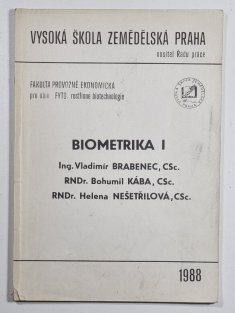 VYSOKÁ ŠKOLA ZEMĚDĚLSKÁ PRAHA
nositel Řádu práce
FAKULTA PROVOZNĚ EKONOMICKÁ
pro obor FYTO rostlinné biotechnologie
BIOMETRIKA I
Ing. Vladimír BRABENEC, CSc.
RNDr. Bohumil KÁBA, CSc.
RNDr. Helena NEŠETŘILOVÁ, CSc.
1988